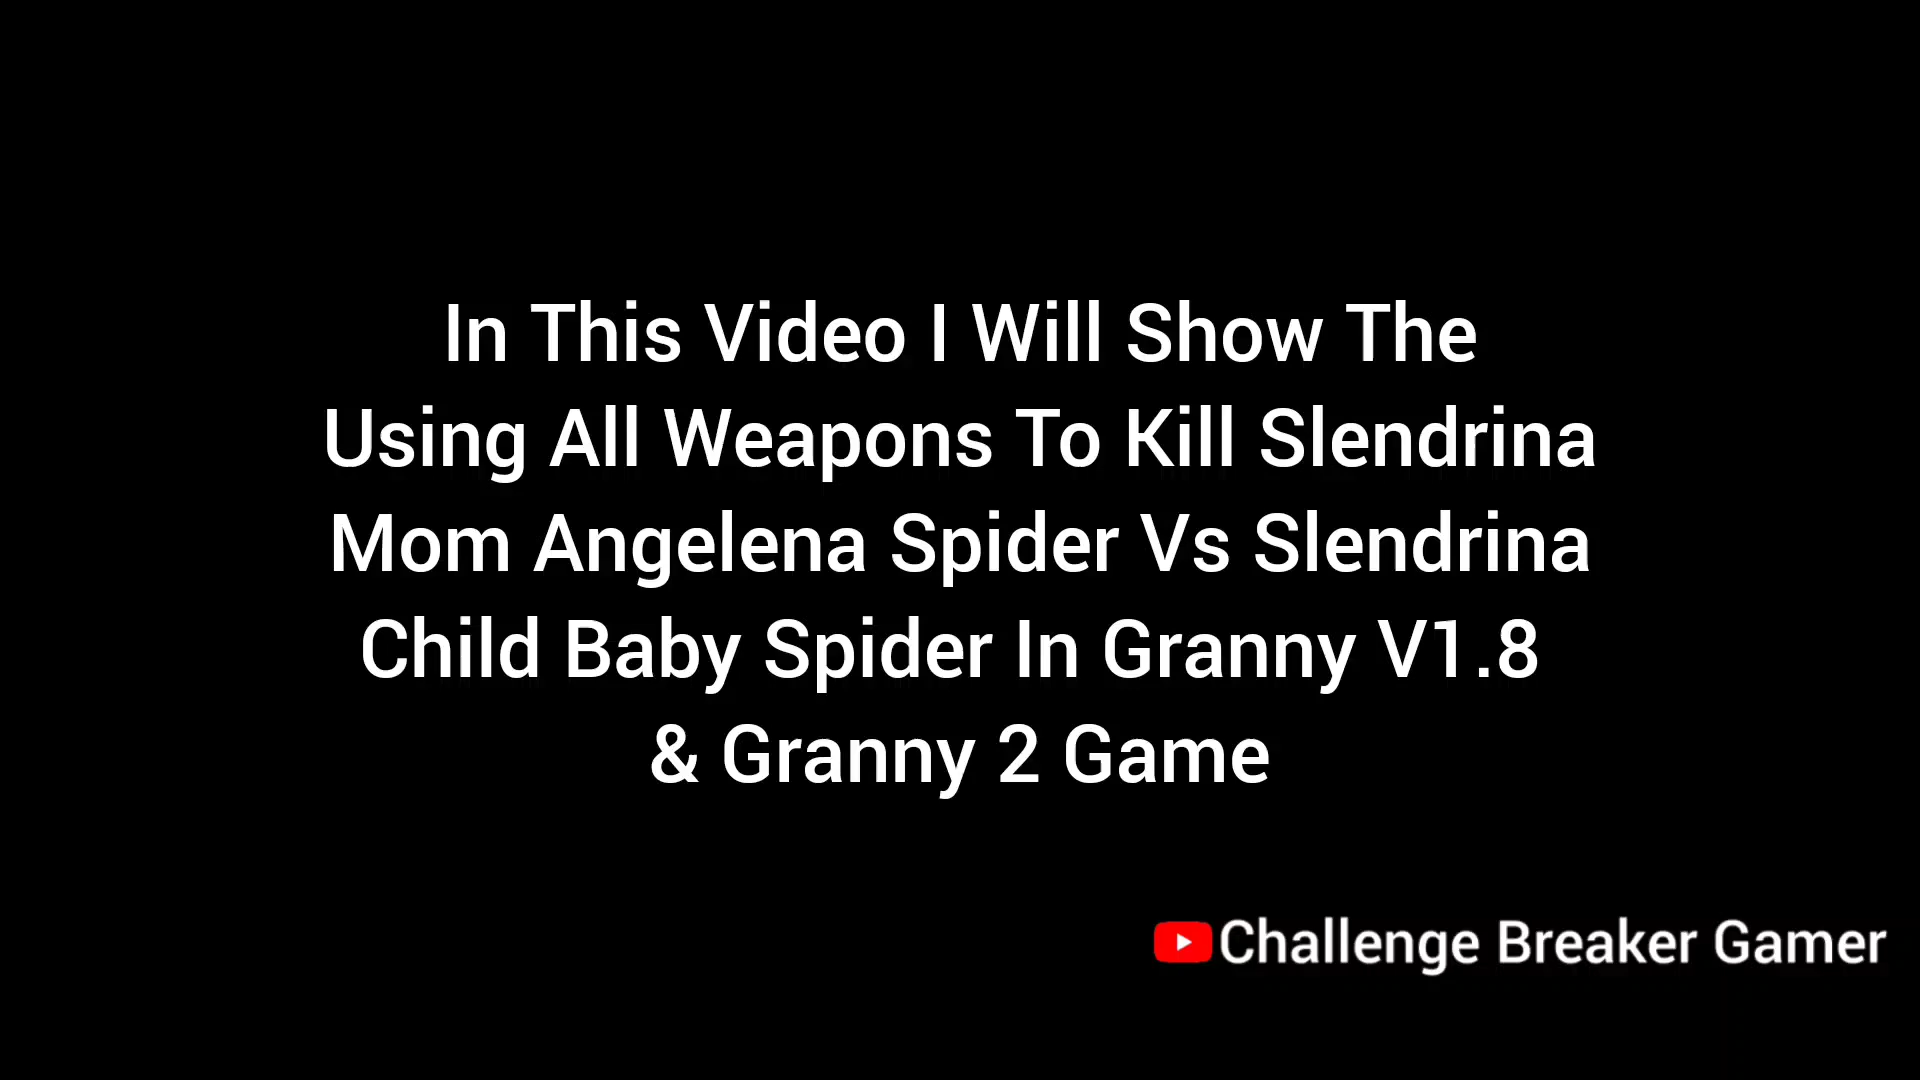 In This Video I Will Show The
Using All Weapons To Kill Slendrina
Mom Angelena Spider Vs Slendrina
Child Baby Spider In Granny V1.8
& Granny 2 Game
Challenge Breaker Gamer